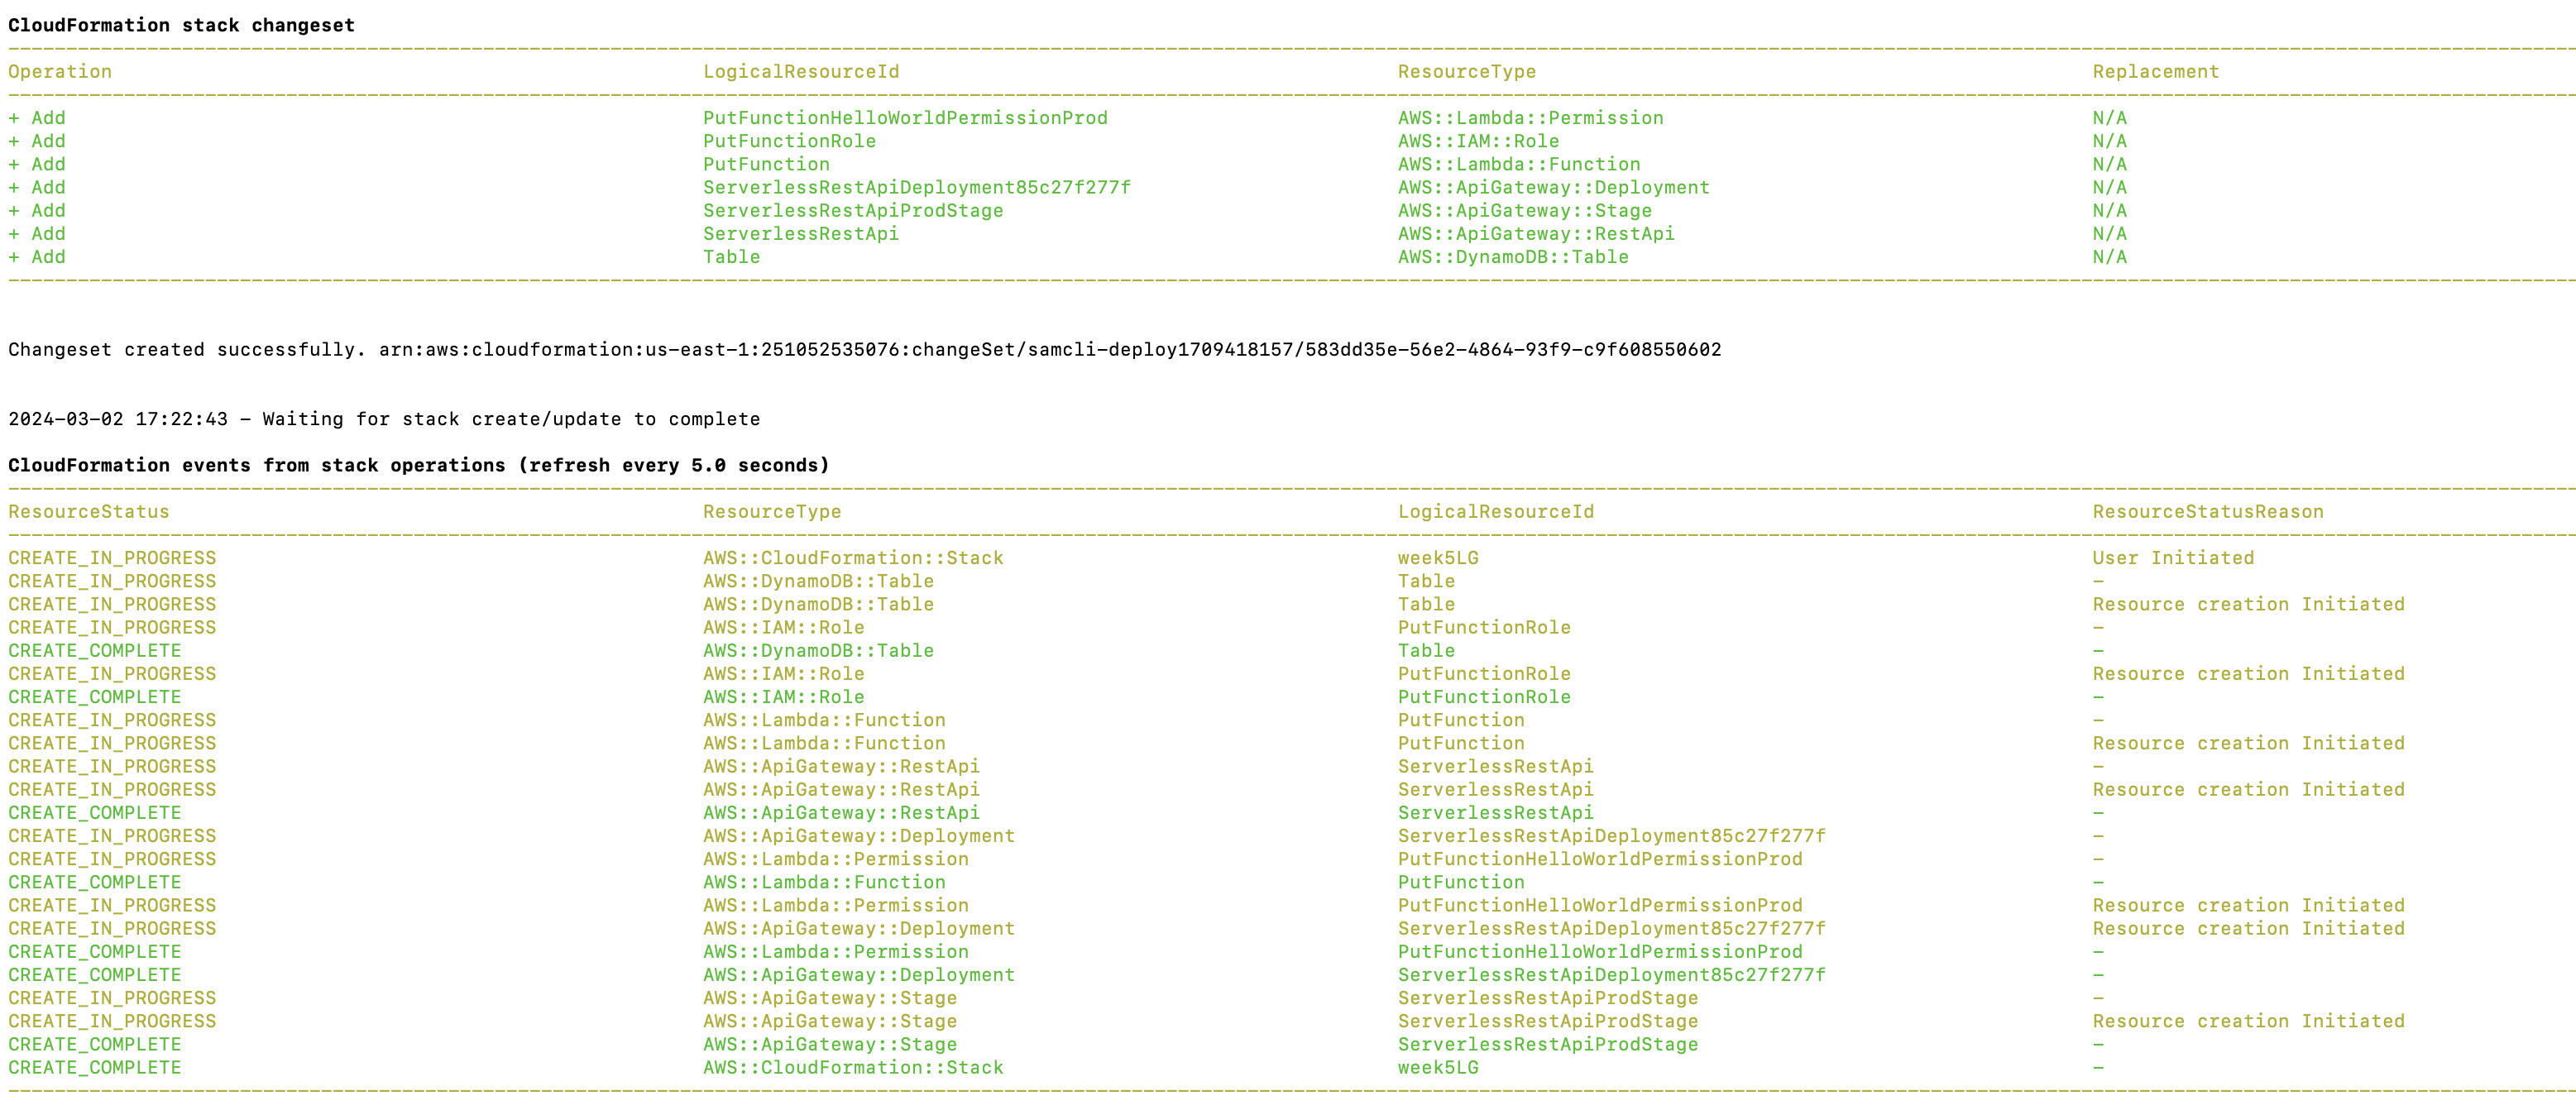 CloudFormation stack changeset
Operation LogicalResourceId ResourceType Replacement
+ Add PutFunctionHelloWorldPermissionProd AWS::Lambda::Permission N/A
+ Add PutFunctionRole AWS::IAM::Role N/A
+ Add PutFunction AWS::Lambda::Function N/A
+ Add ServerlessRestApiDeployment85c27f277f AWS::ApiGateway::Deployment N/A
+ Add ServerlessRestApiProdStage AWS::ApiGateway::Stage N/A
+ Add ServerlessRestApi AWS::ApiGateway::RestApi N/A
+ Add Table AWS::DynamoDB::Table N/A
Changeset created successfully. arn:aws:cloudformation:us-east-1:251052535076:changeSet/samcli-deploy1709418157/583dd35e-56e2-4864-93f9-c9f608550602
2024-03-02 17:22:43 - Waiting for stack create/update to complete
CloudFormation events from stack operations (refresh every 5.0 seconds)
ResourceStatus ResourceType LogicalResourceId ResourceStatusReason
CREATE_IN_PROGRESS AWS::CloudFormation::Stack week5LG User Initiated
CREATE_IN_PROGRESS AWS::DynamoDB::Table Table -
CREATE_IN_PROGRESS AWS::DynamoDB::Table Table Resource creation Initiated
CREATE_IN_PROGRESS AWS::IAM::Role PutFunctionRole -
CREATE_COMPLETE AWS::DynamoDB::Table Table -
CREATE_IN_PROGRESS AWS::IAM::Role PutFunctionRole Resource creation Initiated
CREATE_COMPLETE AWS::IAM::Role PutFunctionRole -
CREATE_IN_PROGRESS AWS::Lambda::Function PutFunction -
CREATE_IN_PROGRESS AWS::Lambda::Function PutFunction Resource creation Initiated
CREATE_IN_PROGRESS AWS::ApiGateway::RestApi ServerlessRestApi -
CREATE_IN_PROGRESS AWS::ApiGateway::RestApi ServerlessRestApi Resource creation Initiated
CREATE_COMPLETE AWS::ApiGateway::RestApi ServerlessRestApi -
CREATE_IN_PROGRESS AWS::ApiGateway::Deployment ServerlessRestApiDeployment85c27f277f -
CREATE_IN_PROGRESS AWS::Lambda::Permission PutFunctionHelloWorldPermissionProd -
CREATE_COMPLETE AWS::Lambda::Function PutFunction -
CREATE_IN_PROGRESS AWS::Lambda::Permission PutFunctionHelloWorldPermissionProd Resource creation Initiated
CREATE_IN_PROGRESS AWS::ApiGateway::Deployment ServerlessRestApiDeployment85c27f277f Resource creation Initiated
CREATE_COMPLETE AWS::Lambda::Permission PutFunctionHelloWorldPermissionProd -
CREATE_COMPLETE AWS::ApiGateway::Deployment ServerlessRestApiDeployment85c27f277f -
CREATE_IN_PROGRESS AWS::ApiGateway::Stage ServerlessRestApiProdStage -
CREATE_IN_PROGRESS AWS::ApiGateway::Stage ServerlessRestApiProdStage Resource creation Initiated
CREATE_COMPLETE AWS::ApiGateway::Stage ServerlessRestApiProdStage -
CREATE_COMPLETE AWS::CloudFormation::Stack week5LG -